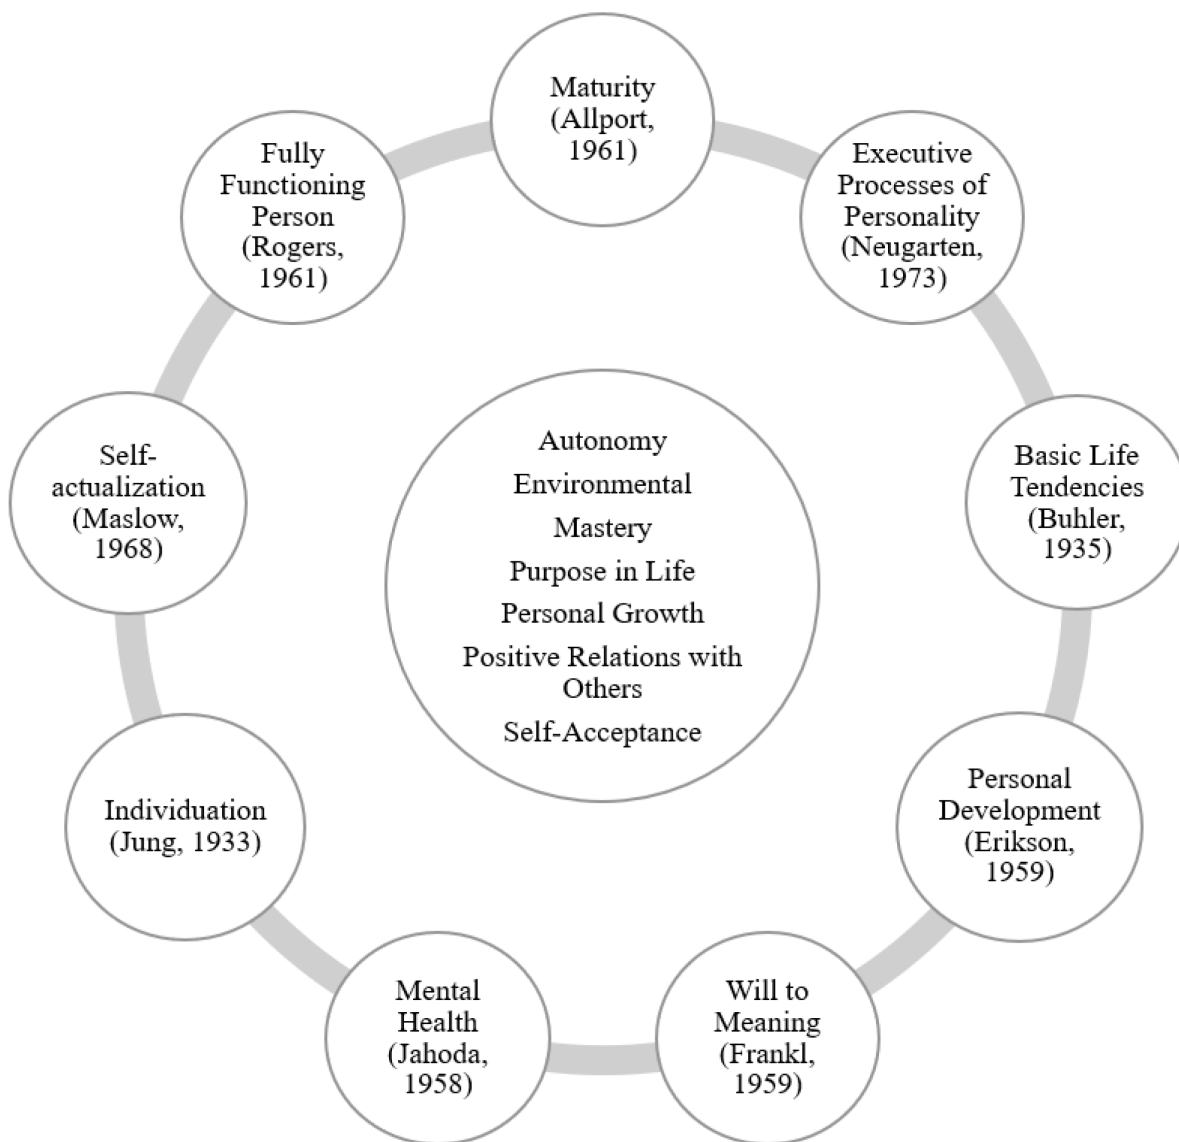 Maturity
(Allport,
1961)
Executive
Processes of
Personality
(Neugarten,
1973)
Basic Life
Tendencies
(Buhler,
1935)
Personal
Development
(Erikson,
1959)
Will to
Meaning
(Frankl,
1959)
Mental
Health
(Jahoda,
1958)
Individuation
(Jung, 1933)
Self-
actualization
(Maslow,
1968)
Fully
Functioning
Person
(Rogers,
1961)
Autonomy
Environmental
Mastery
Purpose in Life
Personal Growth
Positive Relations with
Others
Self-Acceptance